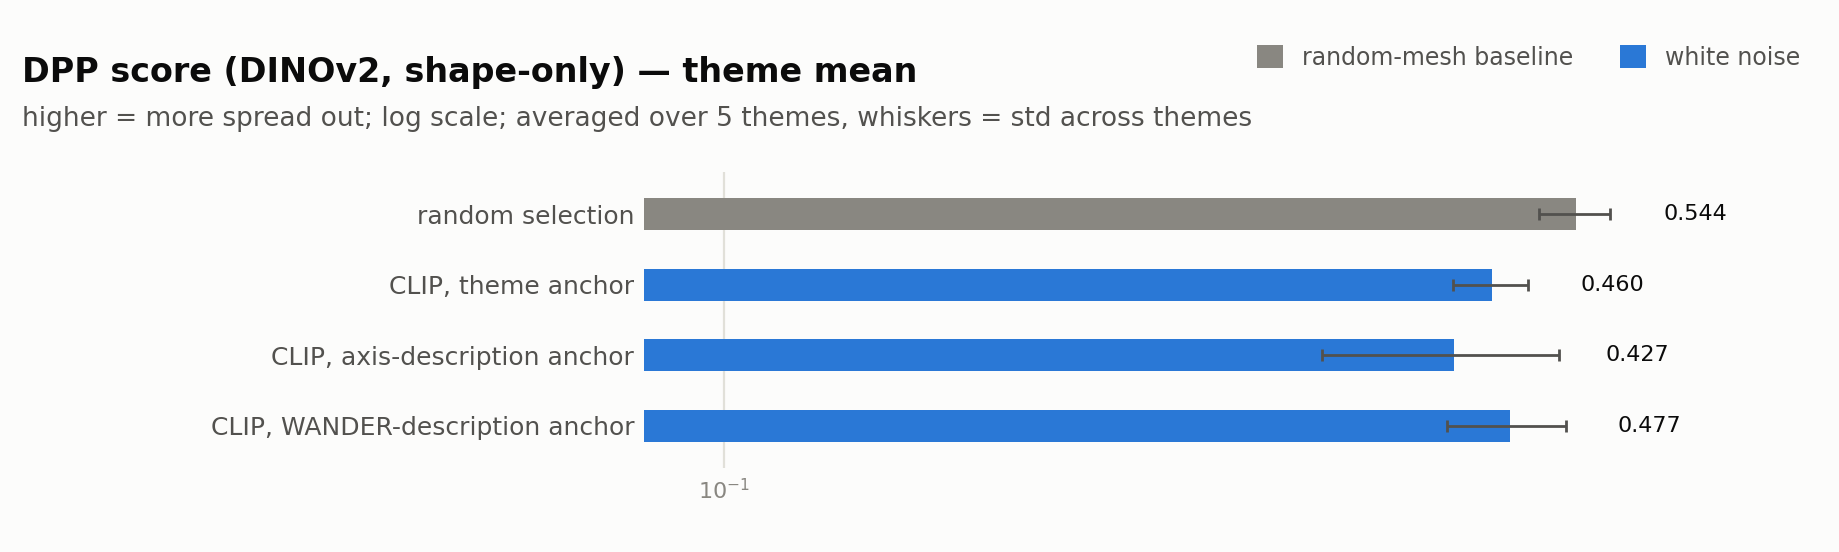 DPP score (DINOv2, shape-only) — theme mean
random-mesh baseline
white noise
higher = more spread out; log scale; averaged over 5 themes, whiskers = std across themes
random selection
0.544
CLIP, theme anchor
0.460
CLIP, axis-description anchor
0.427
CLIP, WANDER-description anchor
0.477
10⁻¹